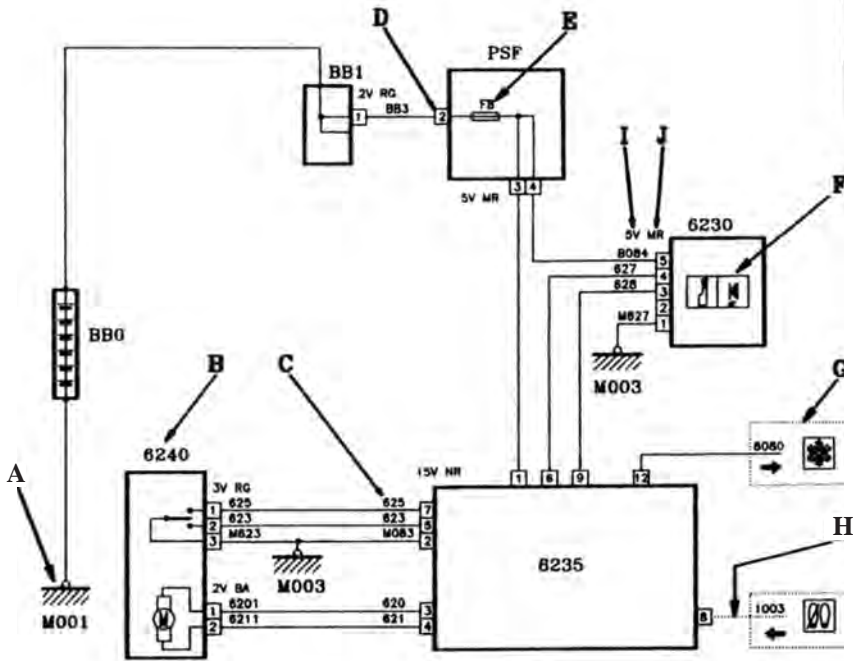 D
E
PSF
BB1
2V RG
BB3
1
2
F8
3
4
5V MR
I
J
F
5V MR
6230
B084
5
627
4
628
3
2
M627
1
M003
BB0
A
B
C
G
6240
8080
15V NR
1
6
9
12
3V RG
1
625
625
7
2
623
623
5
3
M623
M083
2
M003
6235
H
M001
2V BA
M
1
6201
620
3
2
6211
621
4
8
1003